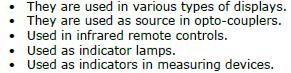 • They are used in various types of displays.
• They are used as source in opto-couplers.
• Used in infrared remote controls.
• Used as indicator lamps.
• Used as indicators in measuring devices.